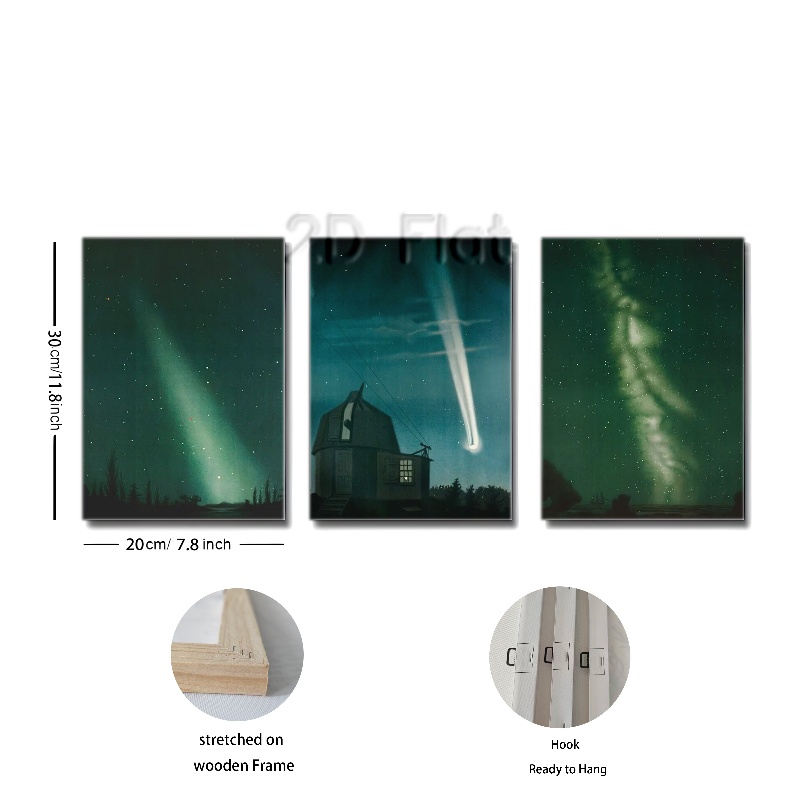 2D Flat
30cm/11.8inch
20cm/ 7.8 inch
stretched on
wooden Frame
Hook
Ready to Hang